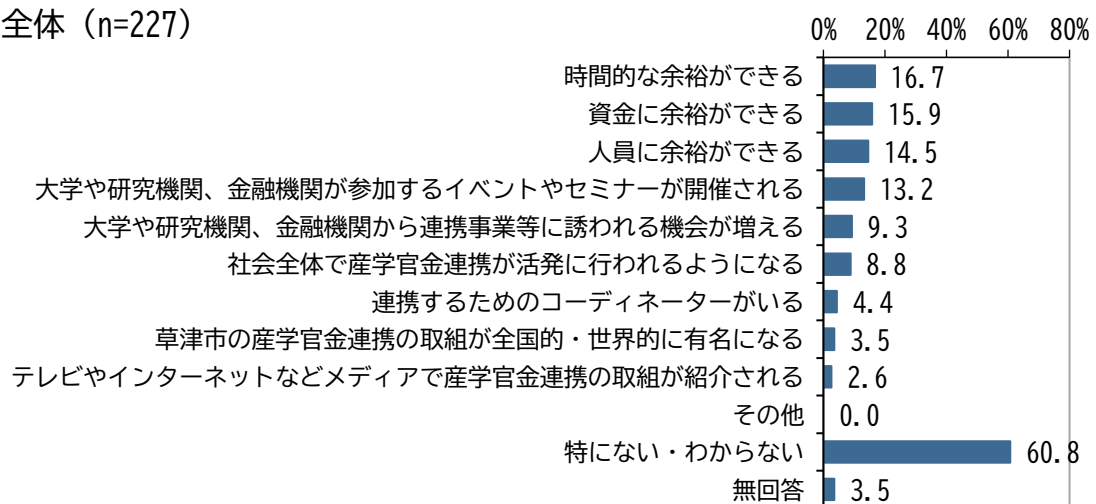 全体（n=227）
0% 20% 40% 60% 80%
時間的な余裕ができる 16.7
資金に余裕ができる 15.9
人員に余裕ができる 14.5
大学や研究機関、金融機関が参加するイベントやセミナーが開催される 13.2
大学や研究機関、金融機関から連携事業等に誘われる機会が増える 9.3
社会全体で産学官金連携が活発に行われるようになる 8.8
連携するためのコーディネーターがいる 4.4
草津市の産学官金連携の取組が全国的・世界的に有名になる 3.5
テレビやインターネットなどメディアで産学官金連携の取組が紹介される 2.6
その他 0.0
特にない・わからない 60.8
無回答 3.5